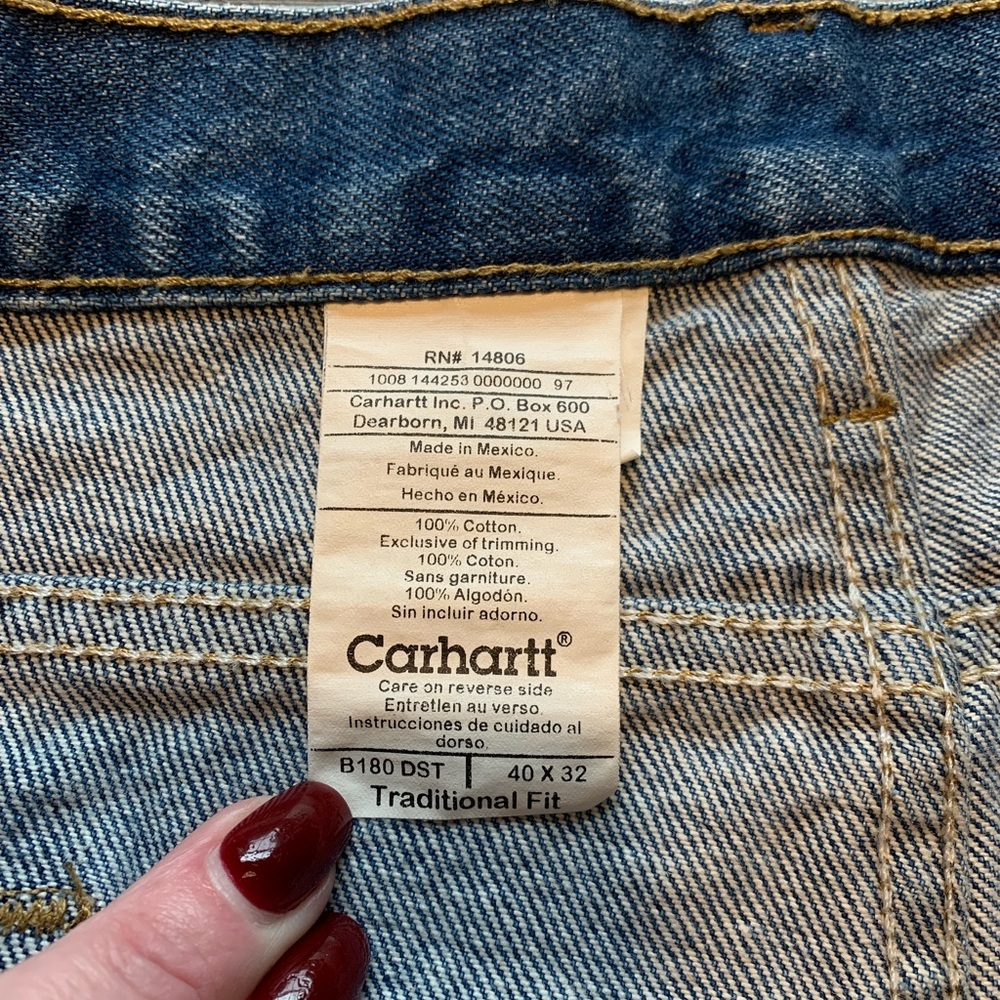 RN# 14806
1008 144253 0000000 97
Carhartt Inc. P.O. Box 600
Dearborn, MI 48121 USA
Made in Mexico.
Fabriqué au Mexique.
Hecho en México.
100% Cotton.
Exclusive of trimming.
100% Coton.
Sans garniture.
100% Algodón.
Sin incluir adorno.
Carhartt®
Care on reverse side
Entretien au verso.
Instrucciones de cuidado al
dorso.
B180 DST | 40 X 32
Traditional Fit